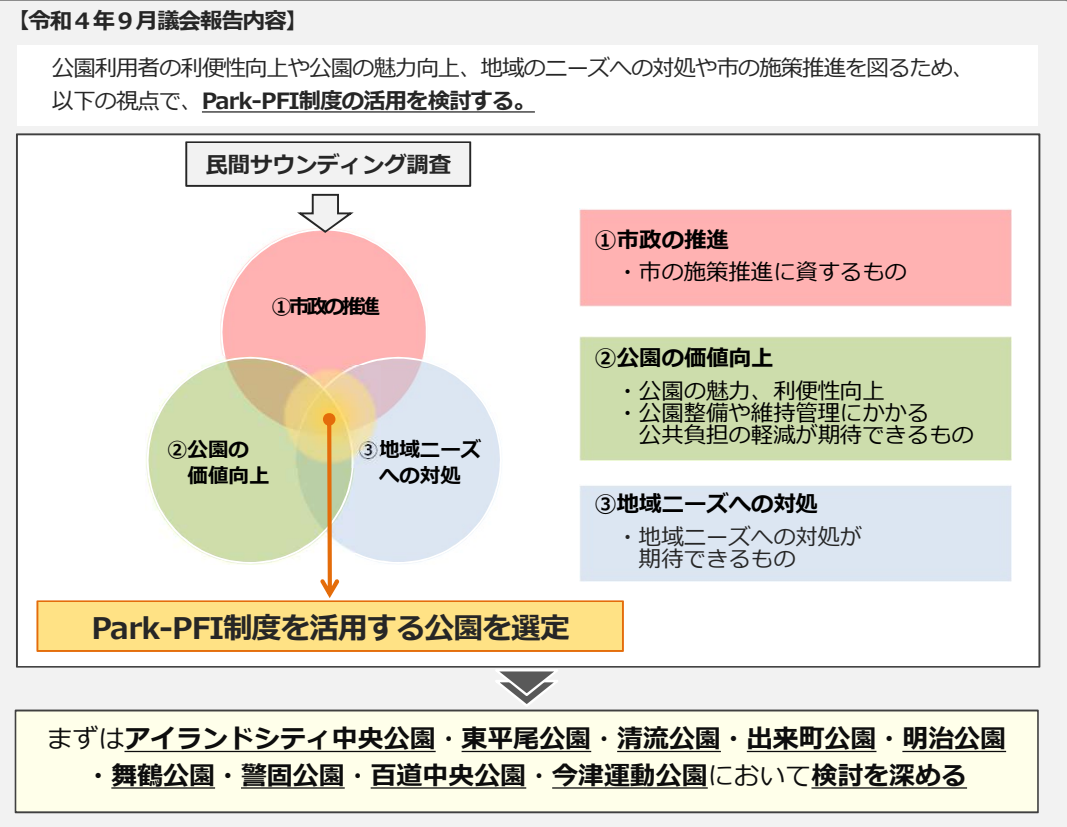 【令和４年９月議会報告内容】
公園利用者の利便性向上や公園の魅力向上、地域のニーズへの対処や市の施策推進を図るため、
以下の視点で、Park-PFI制度の活用を検討する。
民間サウンディング調査
①市政の推進
②公園の
価値向上
③地域ニーズ
への対処
Park-PFI制度を活用する公園を選定
①市政の推進
・市の施策推進に資するもの
②公園の価値向上
・公園の魅力、利便性向上
・公園整備や維持管理にかかる
公共負担の軽減が期待できるもの
③地域ニーズへの対処
・地域ニーズへの対処が
期待できるもの
まずはアイランドシティ中央公園・東平尾公園・清流公園・出来町公園・明治公園
・舞鶴公園・警固公園・百道中央公園・今津運動公園において検討を深める